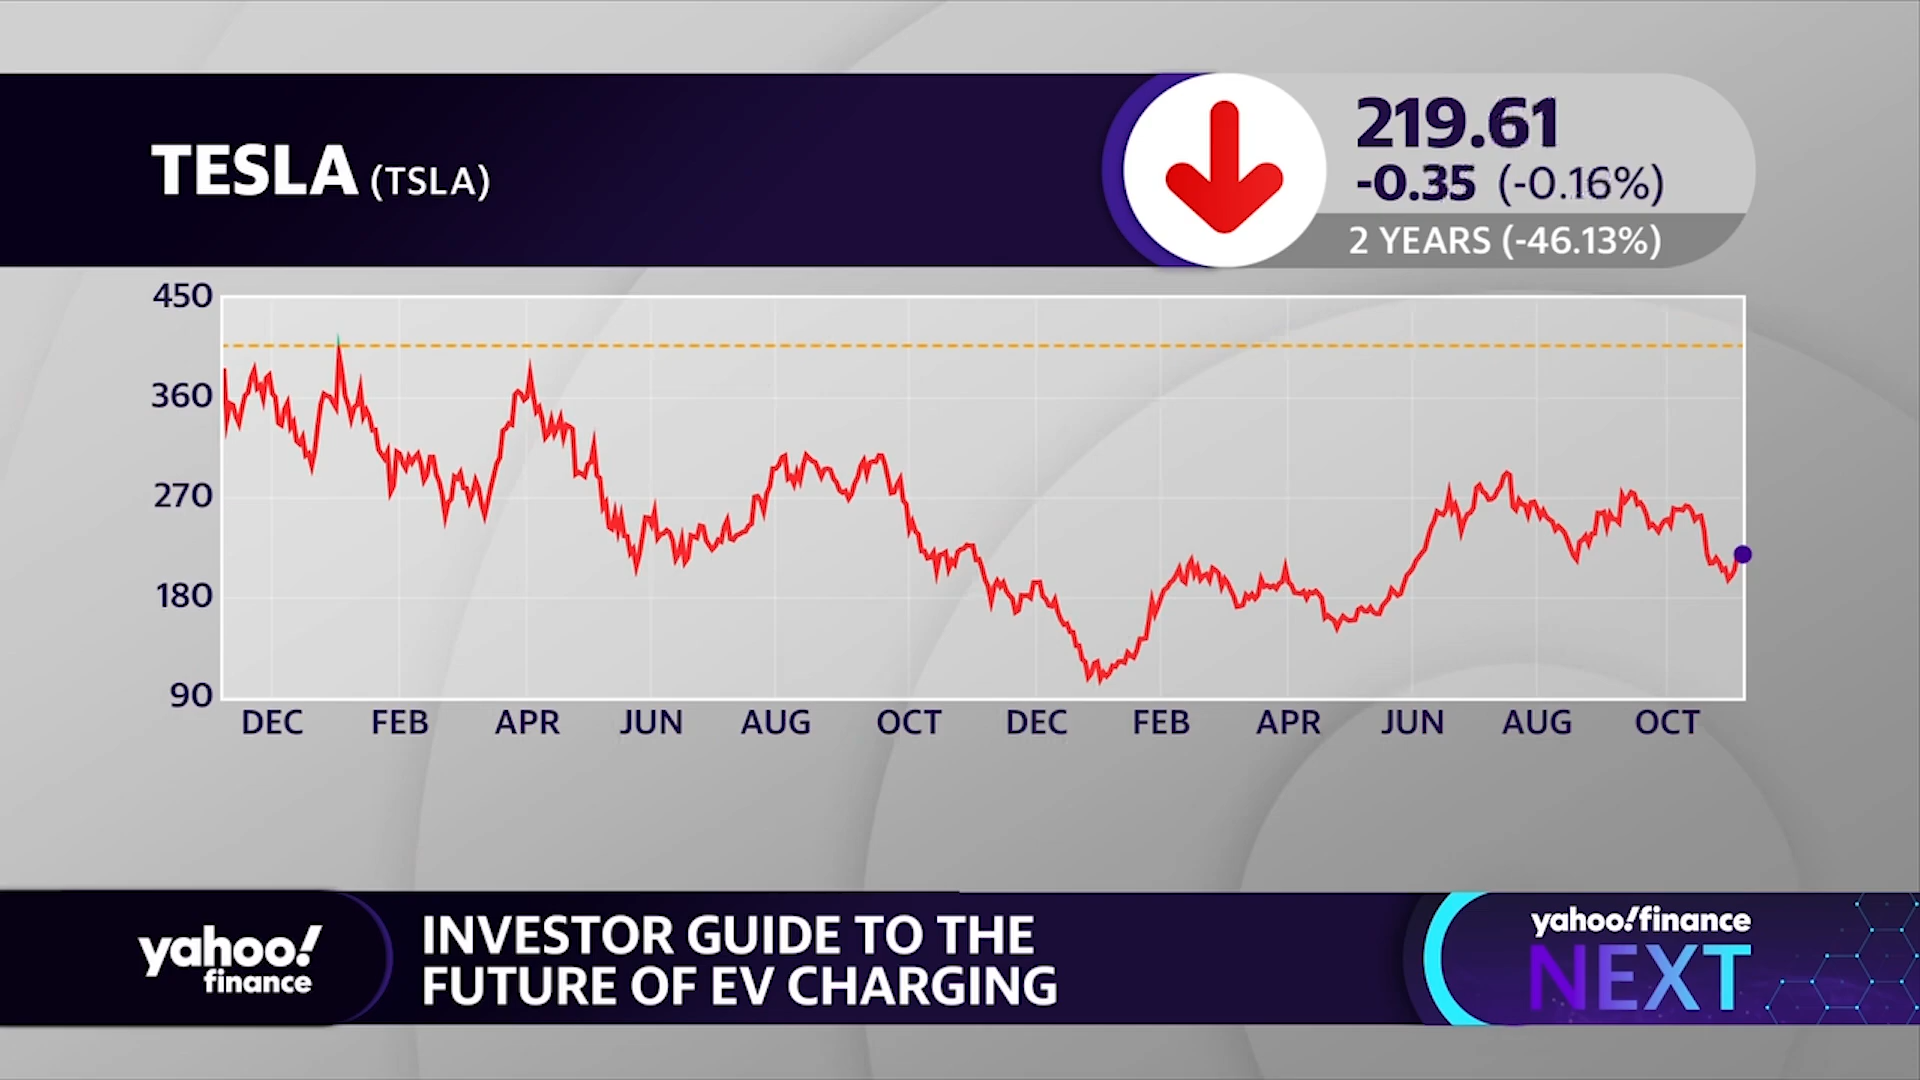 TESLA (TSLA)
219.61
-0.35 (-0.16%)
2 YEARS (-46.13%)
450
360
270
180
90
DEC FEB APR JUN AUG OCT DEC FEB APR JUN AUG OCT
yahoo!
finance
INVESTOR GUIDE TO THE
FUTURE OF EV CHARGING
yahoo!finance
NEXT